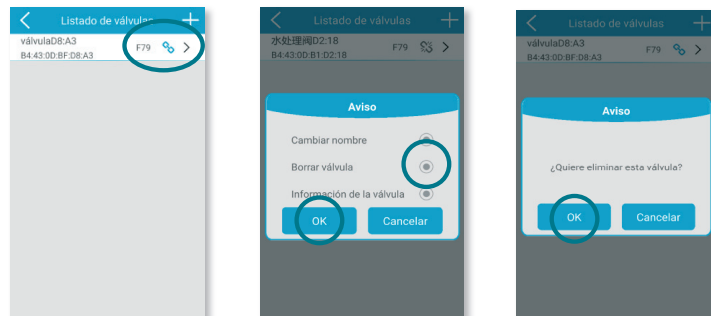 Listado de válvulas
válvulaD8:A3
F79
B4:43:0D:BF:D8:A3
Listado de válvulas
水处理阀D2:18
F79
B4:43:0D:B1:D2:18
Aviso
Cambiar nombre
Borrar válvula
Información de la válvula
OK
Cancelar
Listado de válvulas
válvulaD8:A3
F79
B4:43:0D:BF:D8:A3
Aviso
¿Quiere eliminar esta válvula?
OK
Cancelar